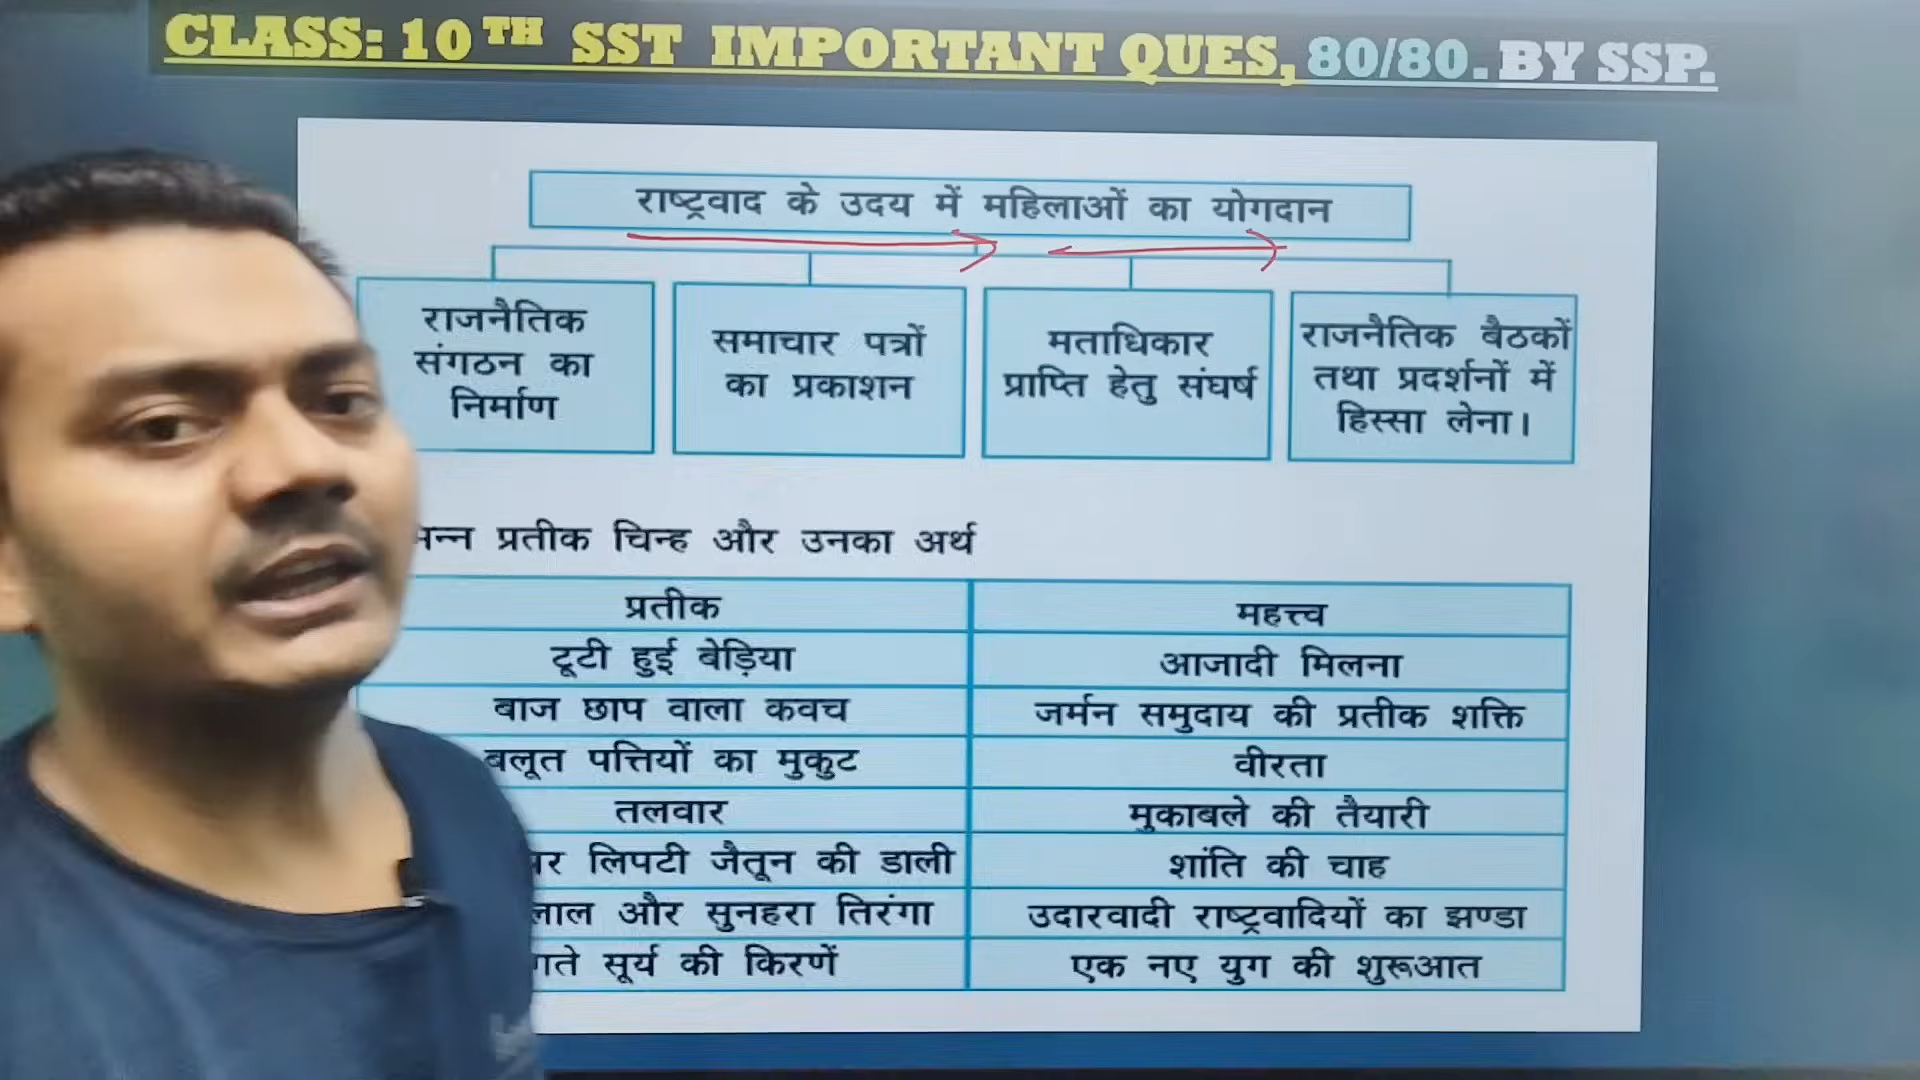 CLASS: 10TH SST IMPORTANT QUES, 80/80. BY SSP.
राष्ट्रवाद के उदय में महिलाओं का योगदान
राजनैतिक
संगठन का
निर्माण
समाचार पत्रों
का प्रकाशन
मताधिकार
प्राप्ति हेतु संघर्ष
राजनैतिक बैठकों
तथा प्रदर्शनों में
हिस्सा लेना।
प्रतीक चिन्ह और उनका अर्थ
प्रतीक महत्त्व
टूटी हुई बेड़िया आजादी मिलना
बाज छाप वाला कवच जर्मन समुदाय की प्रतीक शक्ति
बलूत पत्तियों का मुकुट वीरता
तलवार मुकाबले की तैयारी
लिपटी जैतून की डाली शांति की चाह
लाल और सुनहरा तिरंगा उदारवादी राष्ट्रवादियों का झण्डा
सूर्य की किरणें एक नए युग की शुरूआत